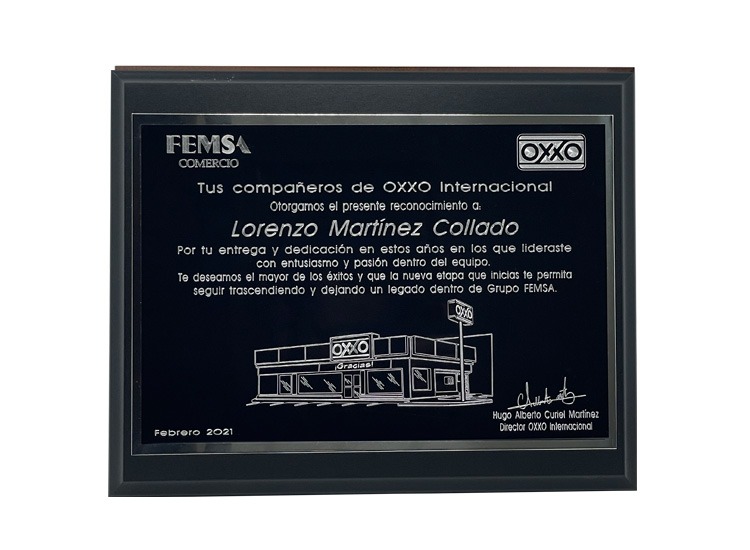 FEMSA
COMERCIO
OXXO
Tus compañeros de OXXO Internacional
Otorgamos el presente reconocimiento a:
Lorenzo Martínez Collado
Por tu entrega y dedicación en estos años en los que lideraste
con entusiasmo y pasión dentro del equipo.
Te deseamos el mayor de los éxitos y que la nueva etapa que inicias te permita
seguir trascendiendo y dejando un legado dentro de Grupo FEMSA.
OXXO
OXXO
¡Gracias!
Hugo Alberto Curiel Martínez
Director OXXO Internacional
Febrero 2021